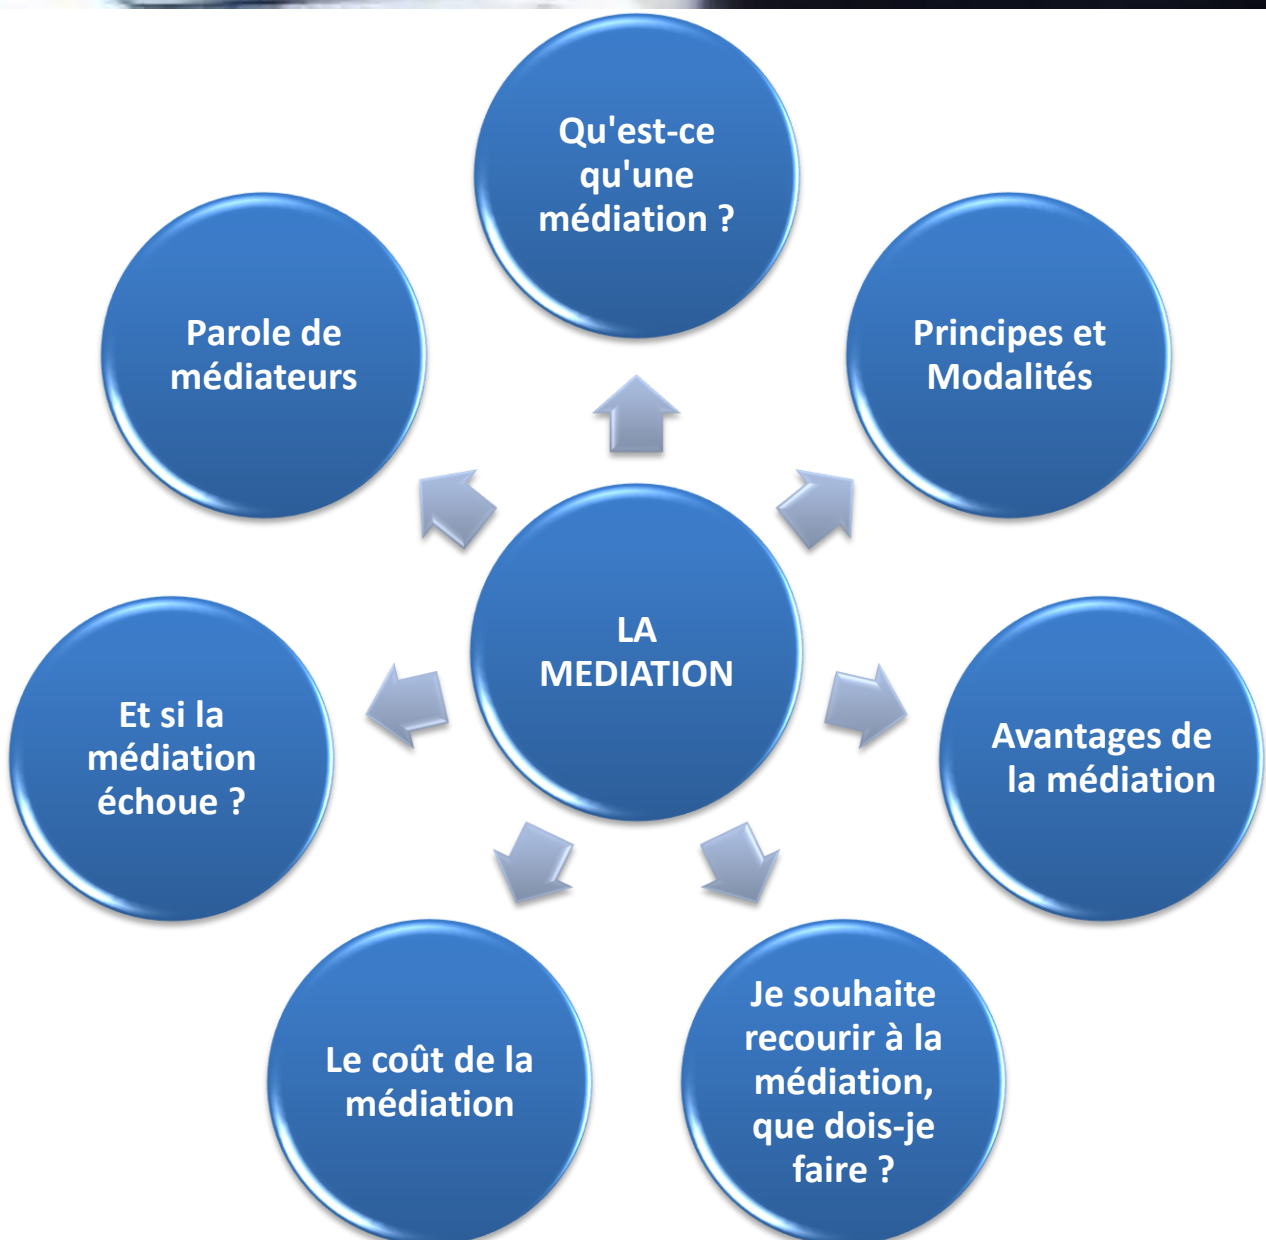 Qu'est-ce
qu'une
médiation ?
Principes et
Modalités
Avantages de
la médiation
Je souhaite
recourir à la
médiation,
que dois-je
faire ?
Le coût de la
médiation
Et si la
médiation
échoue ?
Parole de
médiateurs
LA
MEDIATION